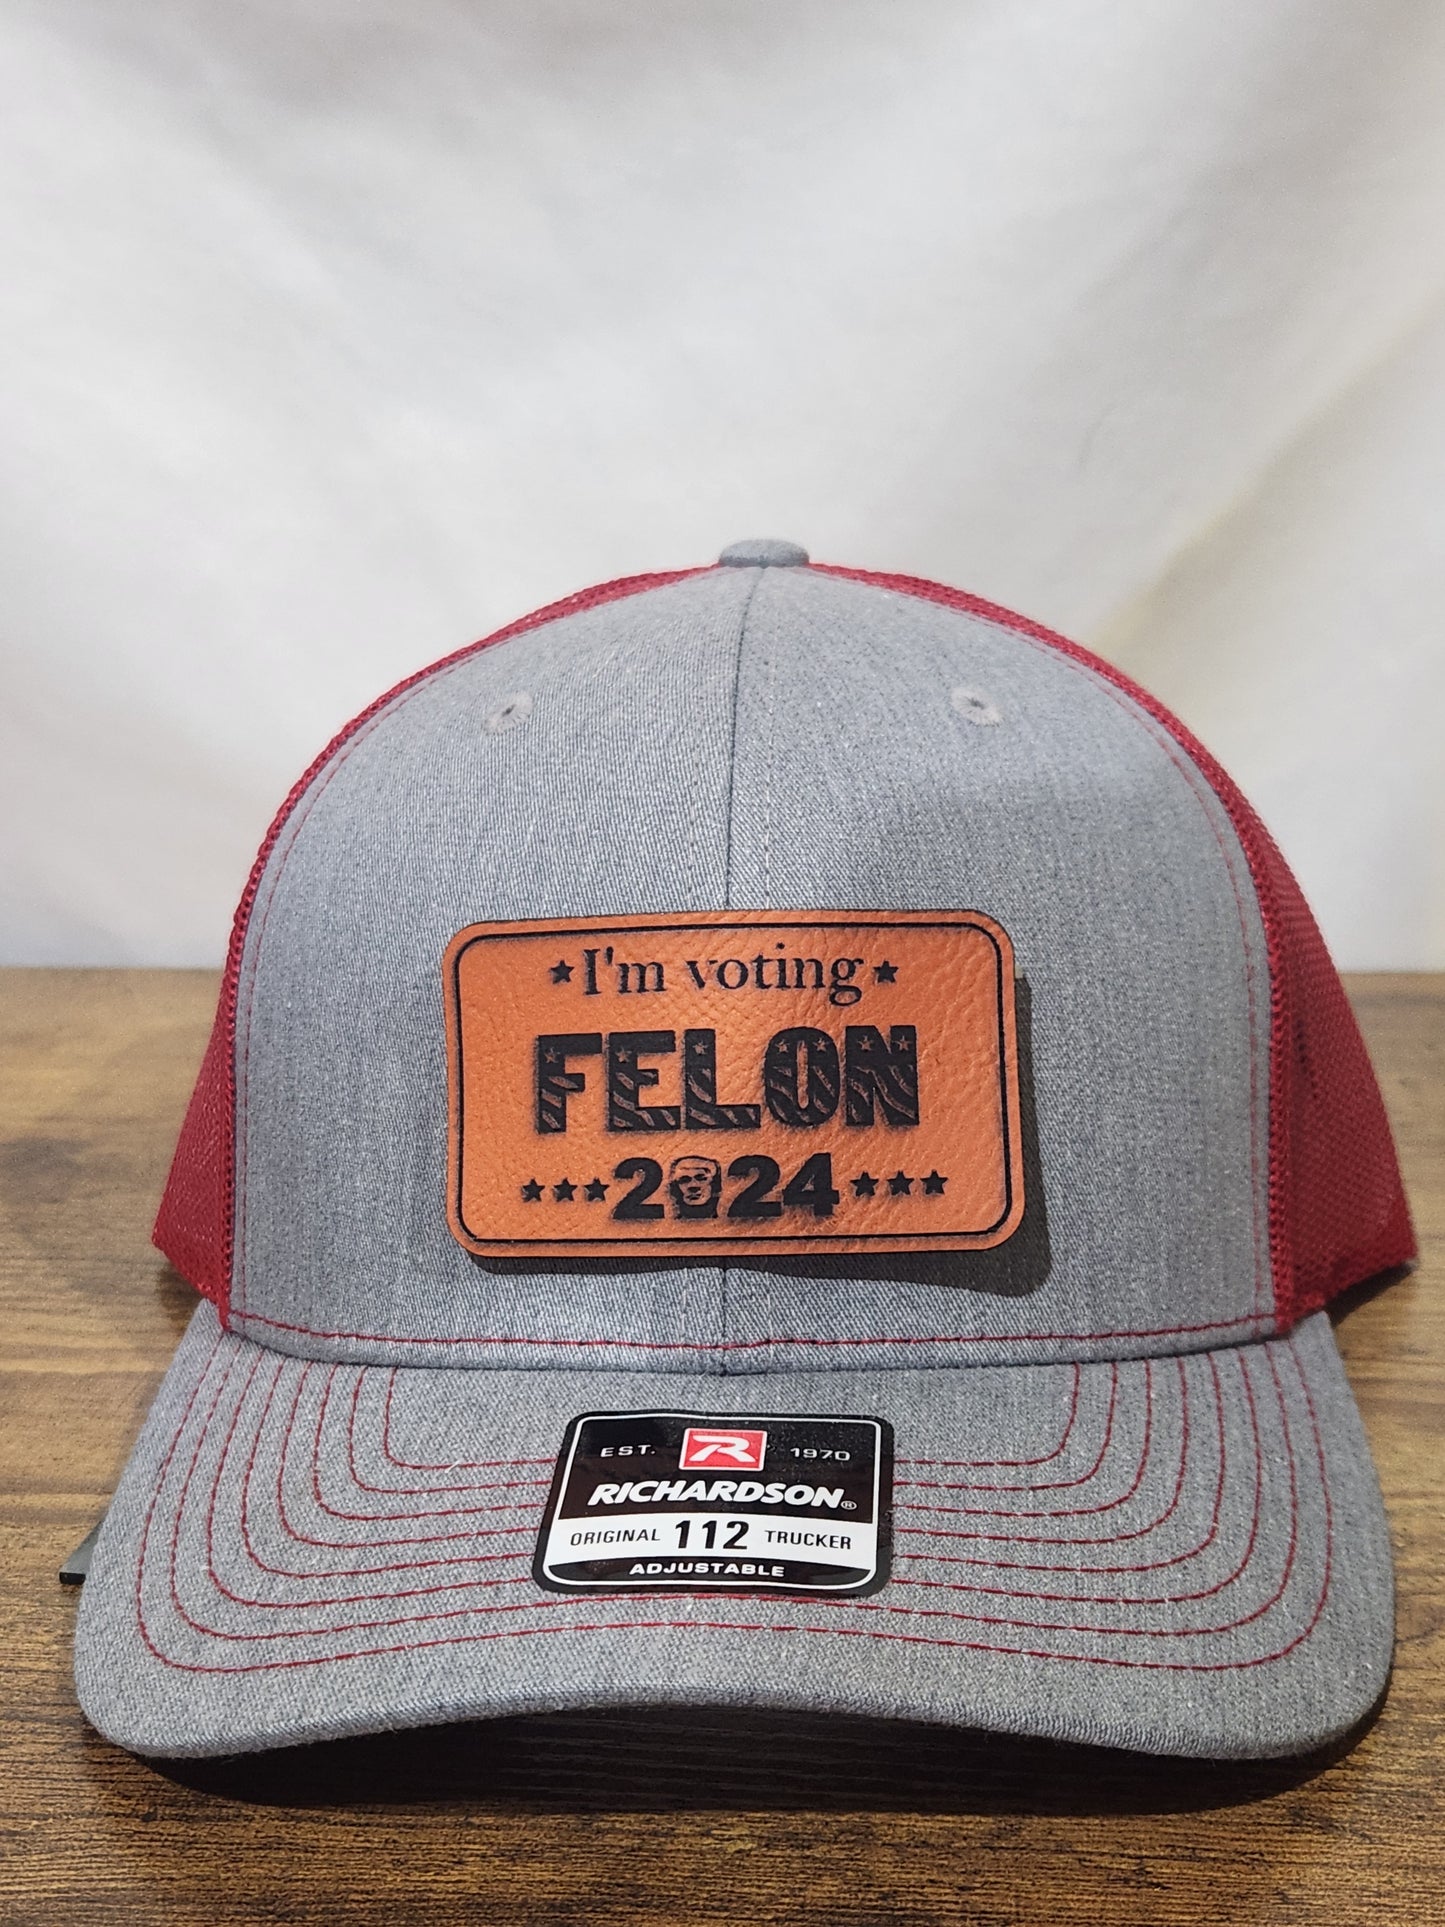 I'm voting
FELON
2024
EST. R 1970
RICHARDSON®
ORIGINAL 112 TRUCKER
ADJUSTABLE